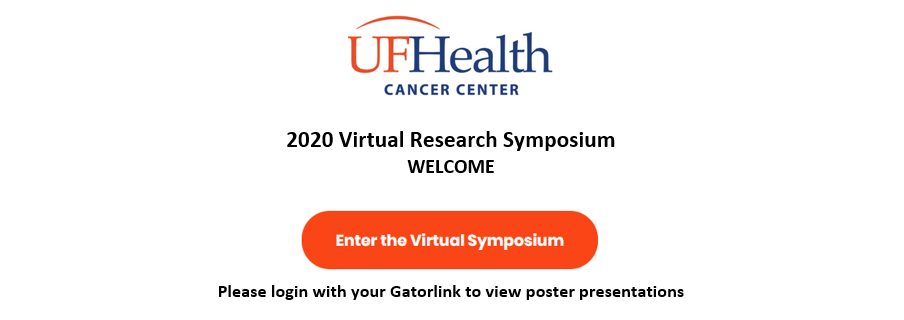 UFHealth
CANCER CENTER
2020 Virtual Research Symposium
WELCOME
Enter the Virtual Symposium
Please login with your Gatorlink to view poster presentations